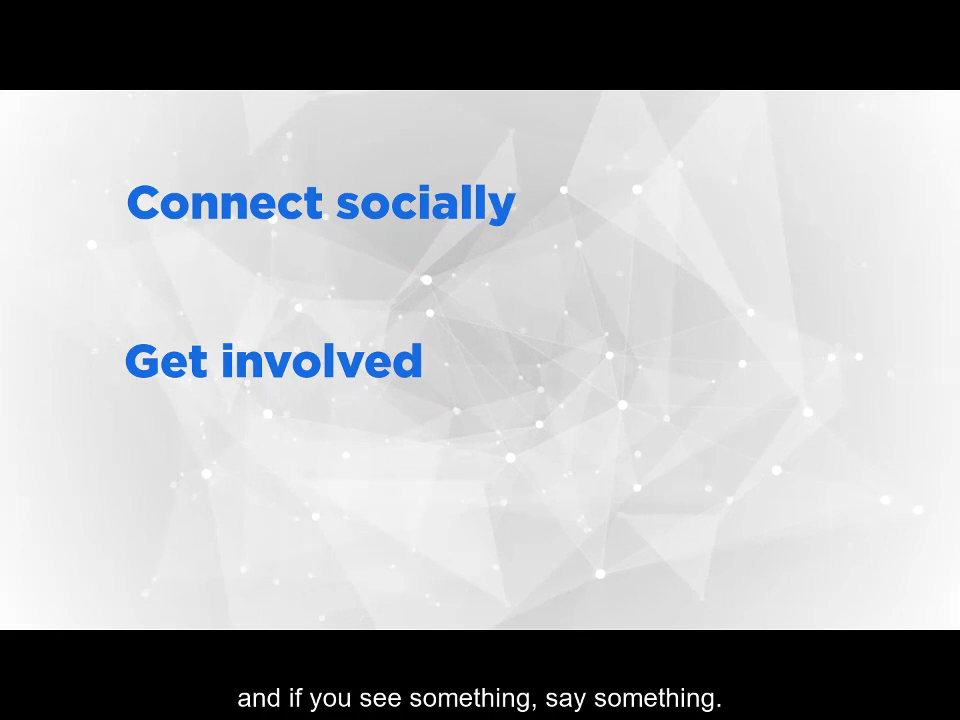 Connect socially
Get involved
and if you see something, say something.